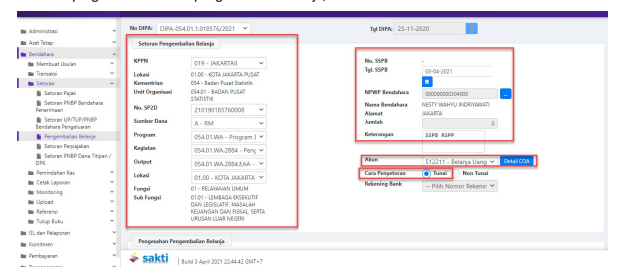 No DIPA: DIPA-054.01.1.018576/2021
Tgl DIPA: 23-11-2020
Administrasi
Aset Tetap
Bendahara
Membuat Usulan
Transaksi
Setoran
Setoran Pajak
Setoran PNBP Bendahara
Penerimaan
Setoran UP/TUP/PNBP
Bendahara Pengeluaran
Pengembalian Belanja
Setoran Perpajakan
Setoran PNBP Dana Titipan /
DPK
Pemindahan Kas
Cetak Laporan
Monitoring
Upload
Referensi
Tutup Buku
GL dan Pelaporan
Komitmen
Pembayaran
Setoran Pengembalian Belanja
KPPN 019 - JAKARTAII
Lokasi 01.00 - KOTA JAKARTA PUSAT
Kementrian 054 - Badan Pusat Statistik
Unit Organisasi 054.01 - BADAN PUSAT
STATISTIK
No. SP2D 210190185760008
Sumber Dana A - RM
Program 054.01.WA - Program I
Kegiatan 054.01.WA.2884 - Peng
Output 054.01.WA.2884.EAA -
Lokasi 01.00 - KOTA JAKARTA
Fungsi 01 - PELAYANAN UMUM
Sub Fungsi 01.01 - LEMBAGA EKSEKUTIF
DAN LEGISLATIF, MASALAH
KEUANGAN DAN FISKAL, SERTA
URUSAN LUAR NEGERI
No. SSPB -
Tgl. SSPB 03-04-2021
NPWP Bendahara 000000000304000 ...
Nama Bendahara NESTY WAHYU INDRIYAWATI
Alamat JAKARTA
Jumlah 0
Keterangan SSPB RSPP
Akun 512211 - Belanja Uang Detail COA
Cara Penyetoran Tunai Non Tunai
Rekening Bank -- Pilih Nomor Rekenir
Pengesahan Pengembalian Belanja
sakti Build 3 April 2021 22:44:42 GMT+7